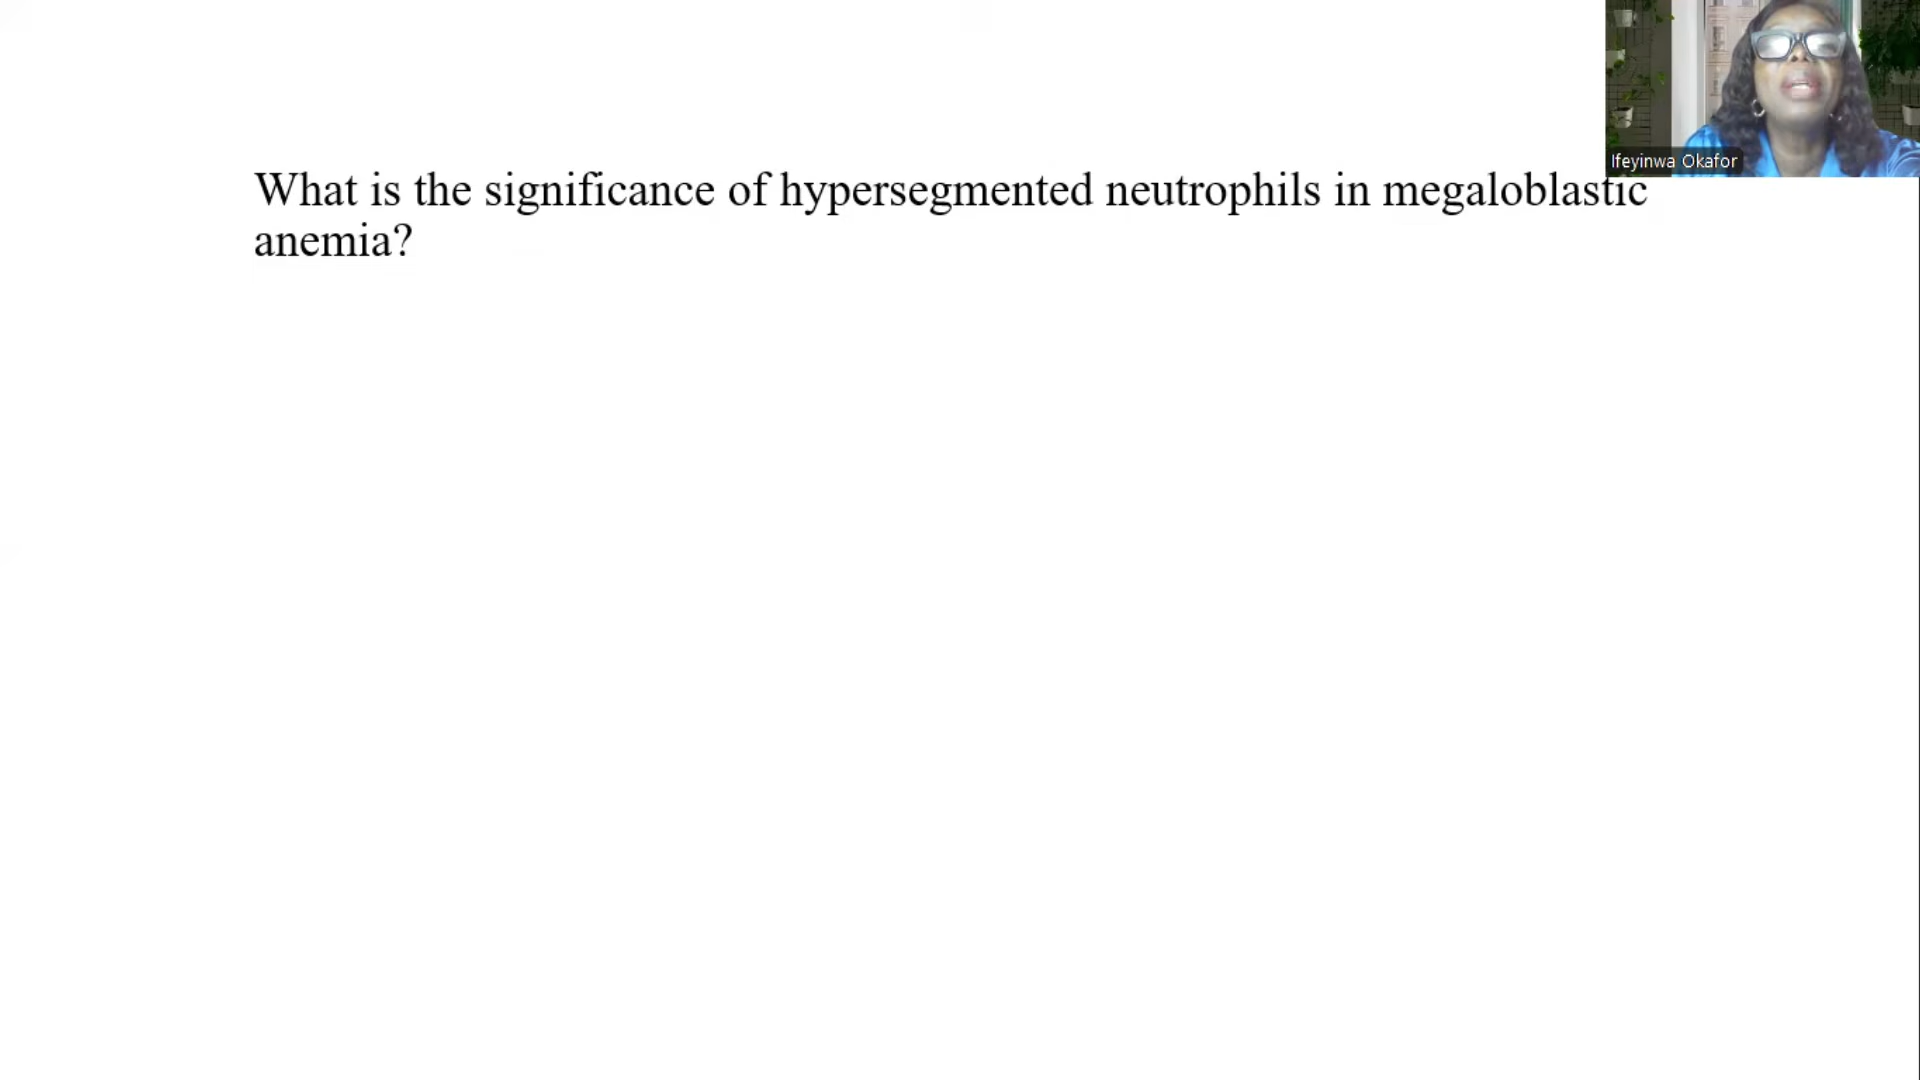 Ifeyinwa Okafor
What is the significance of hypersegmented neutrophils in megaloblastic
anemia?